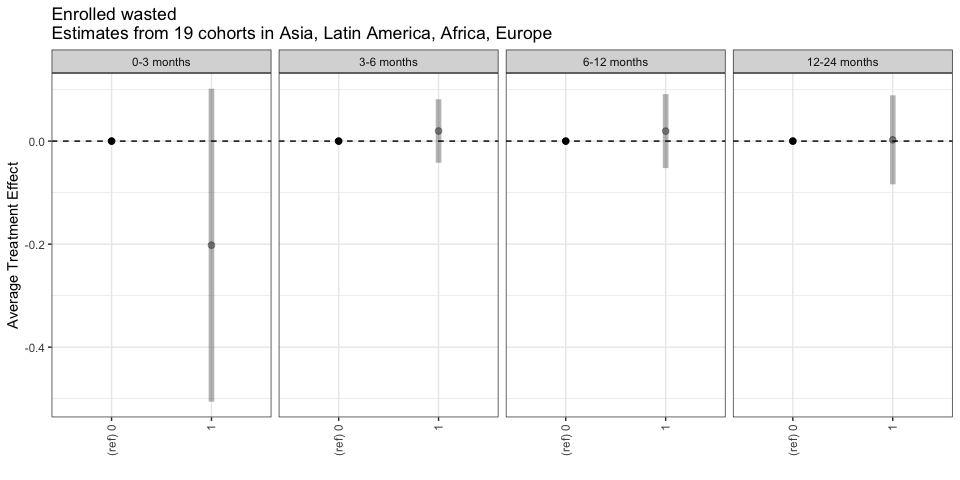 Enrolled wasted
Estimates from 19 cohorts in Asia, Latin America, Africa, Europe
0-3 months
3-6 months
6-12 months
12-24 months
Average Treatment Effect
0.0
-0.2
-0.4
(ref) 0
1
(ref) 0
1
(ref) 0
1
(ref) 0
1